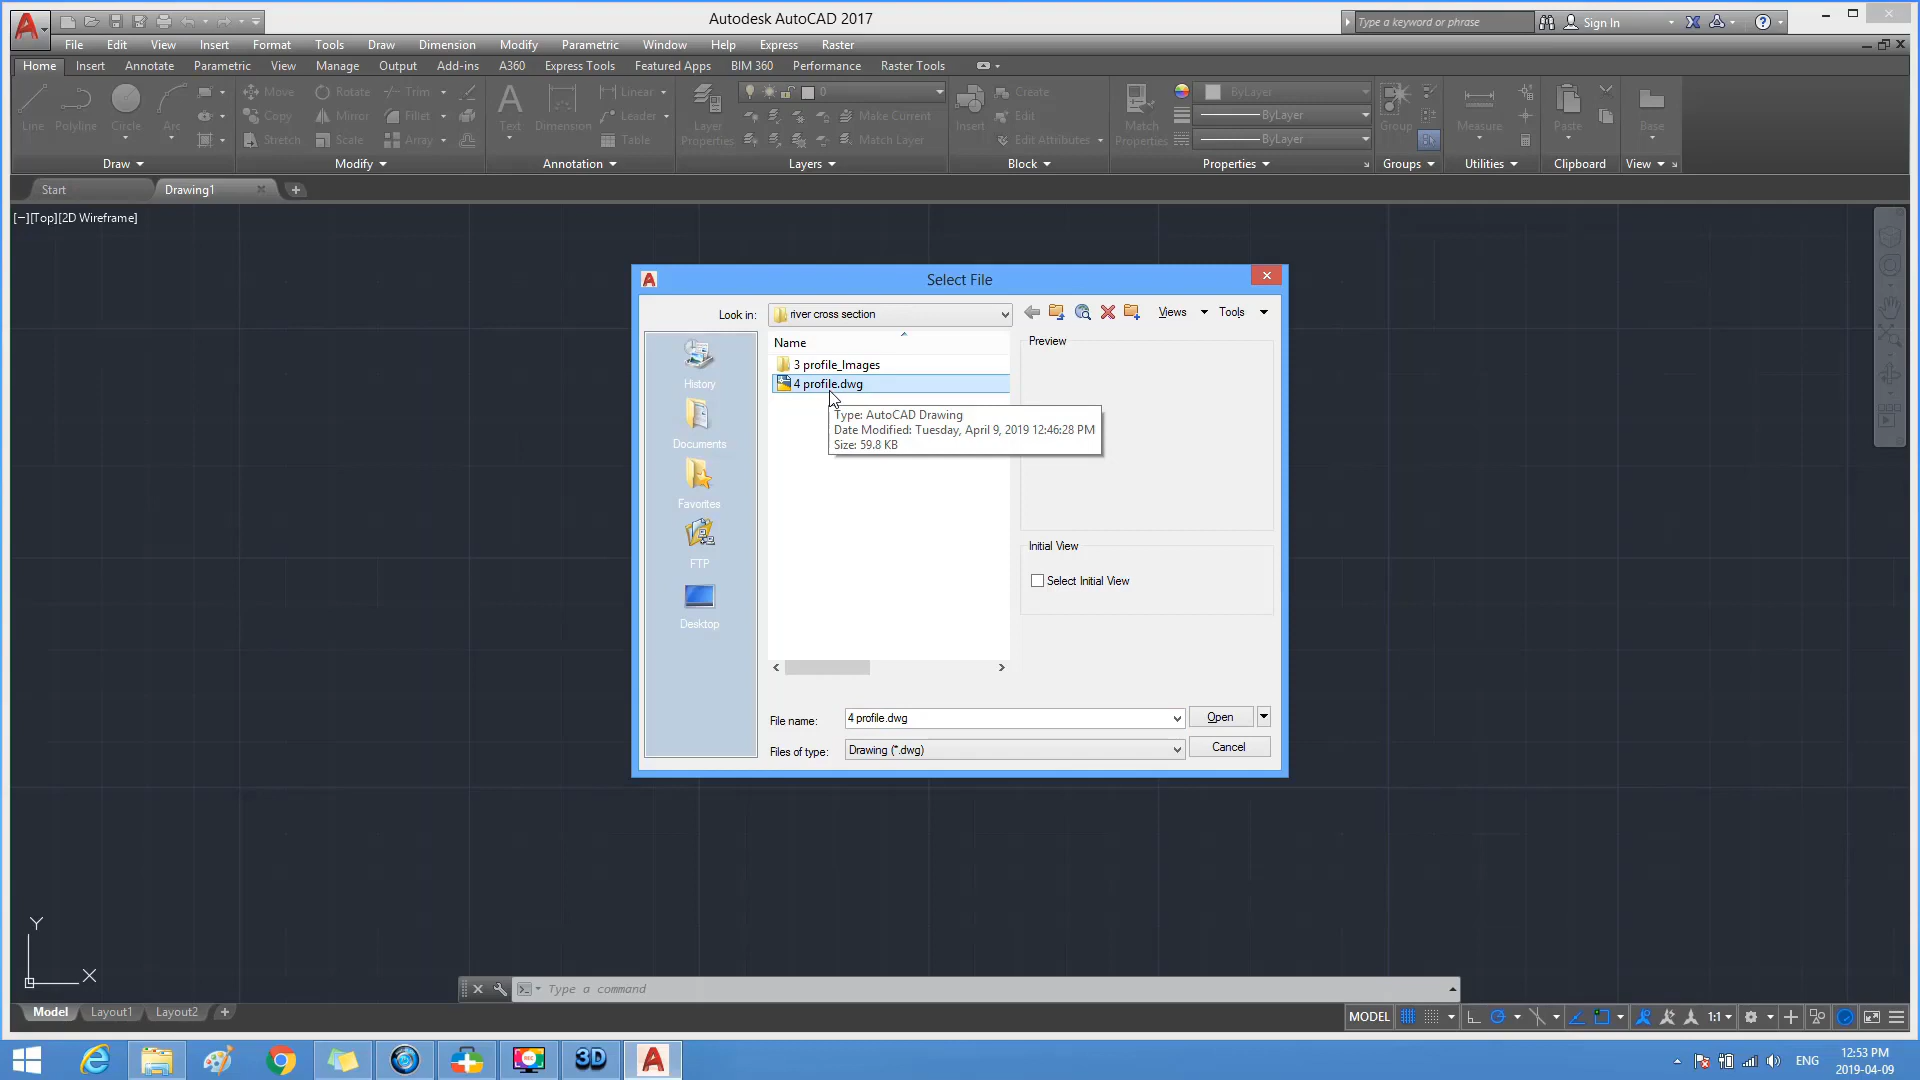 Autodesk AutoCAD 2017
Type a keyword or phrase
Sign In
File Edit View Insert Format Tools Draw Dimension Modify Parametric Window Help Express Raster
Home Insert Annotate Parametric View Manage Output Add-ins A360 Express Tools Featured Apps BIM 360 Performance Raster Tools
Move Rotate Trim Linear 0 Create ByLayer
Line Polyline Circle Arc Copy Mirror Fillet Text Dimension Leader Layer Properties Make Current Insert Edit Match Properties ByLayer Group Measure Paste Base
Stretch Scale Array Table Match Layer Edit Attributes ByLayer
Draw Modify Annotation Layers Block Properties Groups Utilities Clipboard View
Start Drawing1
[−][Top][2D Wireframe]
Select File
Look in: river cross section Views Tools
Name
Preview
3 profile_Images
4 profile.dwg
Type: AutoCAD Drawing
Date Modified: Tuesday, April 9, 2019 12:46:28 PM
Size: 59.8 KB
History
Documents
Favorites
FTP
Desktop
Initial View
Select Initial View
File name: 4 profile.dwg Open
Files of type: Drawing (*.dwg) Cancel
Y
X
Type a command
Model Layout1 Layout2
MODEL 1:1
REC
3D
ENG
12:53 PM
2019-04-09